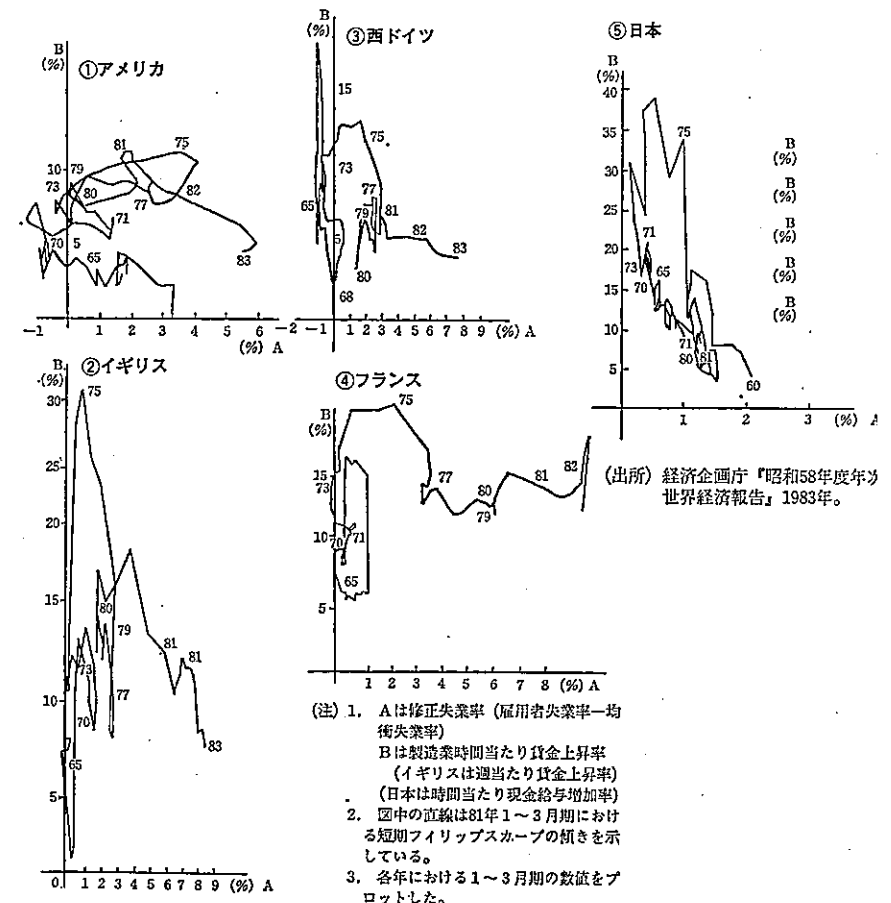 ①アメリカ
B
(%)
10
5
81
75
79
73
80
77
82
71
70
65
83
−1
0
1
2
3
4
5
6
(%) A
③西ドイツ
B
(%)
15
75
73
77
65
79
81
82
5
83
80
68
−2
−1
1 2 3 4 5 6 7 8 9 (%) A
⑤日本
B
(%)
40
35
30
25
20
15
10
5
75
71
73
65
70
71
80
81
60
1
2
3
(%) A
B
(%)
B
(%)
B
(%)
B
(%)
B
(%)
②イギリス
B
(%)
30
25
20
15
10
5
75
80
79
81
81
73
77
70
83
65
0 1 2 3 4 5 6 7 8 9 (%) A
④フランス
B
(%)
15
10
5
75
82
77
81
80
73
79
70
71
65
1 2 3 4 5 6 7 8 (%) A
(出所) 経済企画庁『昭和58年度年次
世界経済報告』1983年。
(注) 1. Aは修正失業率(雇用者失業率―均
衡失業率)
Bは製造業時間当たり賃金上昇率
(イギリスは週当たり賃金上昇率)
(日本は時間当たり現金給与増加率)
2. 図中の直線は81年1～3月期におけ
る短期フィリップスカーブの傾きを示
している。
3. 各年における1～3月期の数値をプ
ロットした。